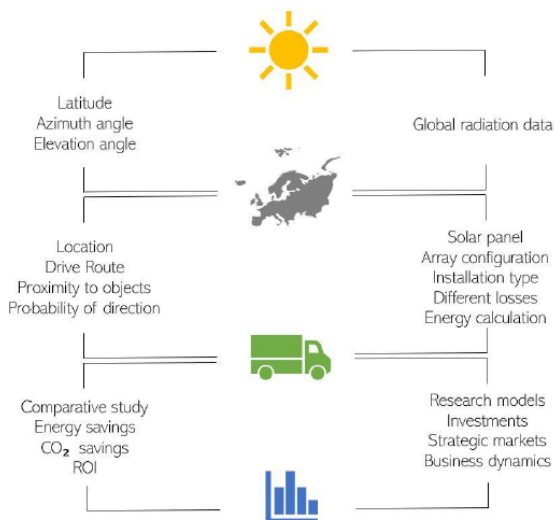 Latitude
Azimuth angle
Elevation angle
Global radiation data
Location
Drive Route
Proximity to objects
Probability of direction
Solar panel
Array configuration
Installation type
Different losses
Energy calculation
Comparative study
Energy savings
CO₂ savings
ROI
Research models
Investments
Strategic markets
Business dynamics